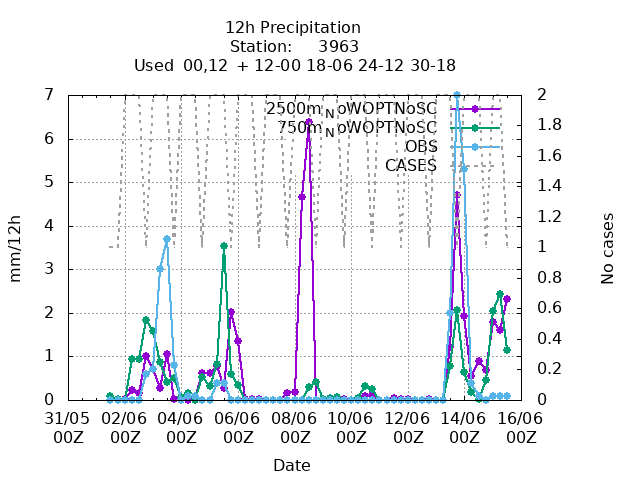 12h Precipitation
Station: 3963
Used 00,12 + 12-00 18-06 24-12 30-18
7 2
6 1.8
5 1.6
4 1.4
3 1.2
2 1
1 0.8
0 0.6
0.4
0.2
0
2500m NoWOPTNoSC
750m NoWOPTNoSC
OBS
CASES
mm/12h
No cases
31/05 02/06 04/06 06/06 08/06 10/06 12/06 14/06 16/06
00Z 00Z 00Z 00Z 00Z 00Z 00Z 00Z 00Z
Date